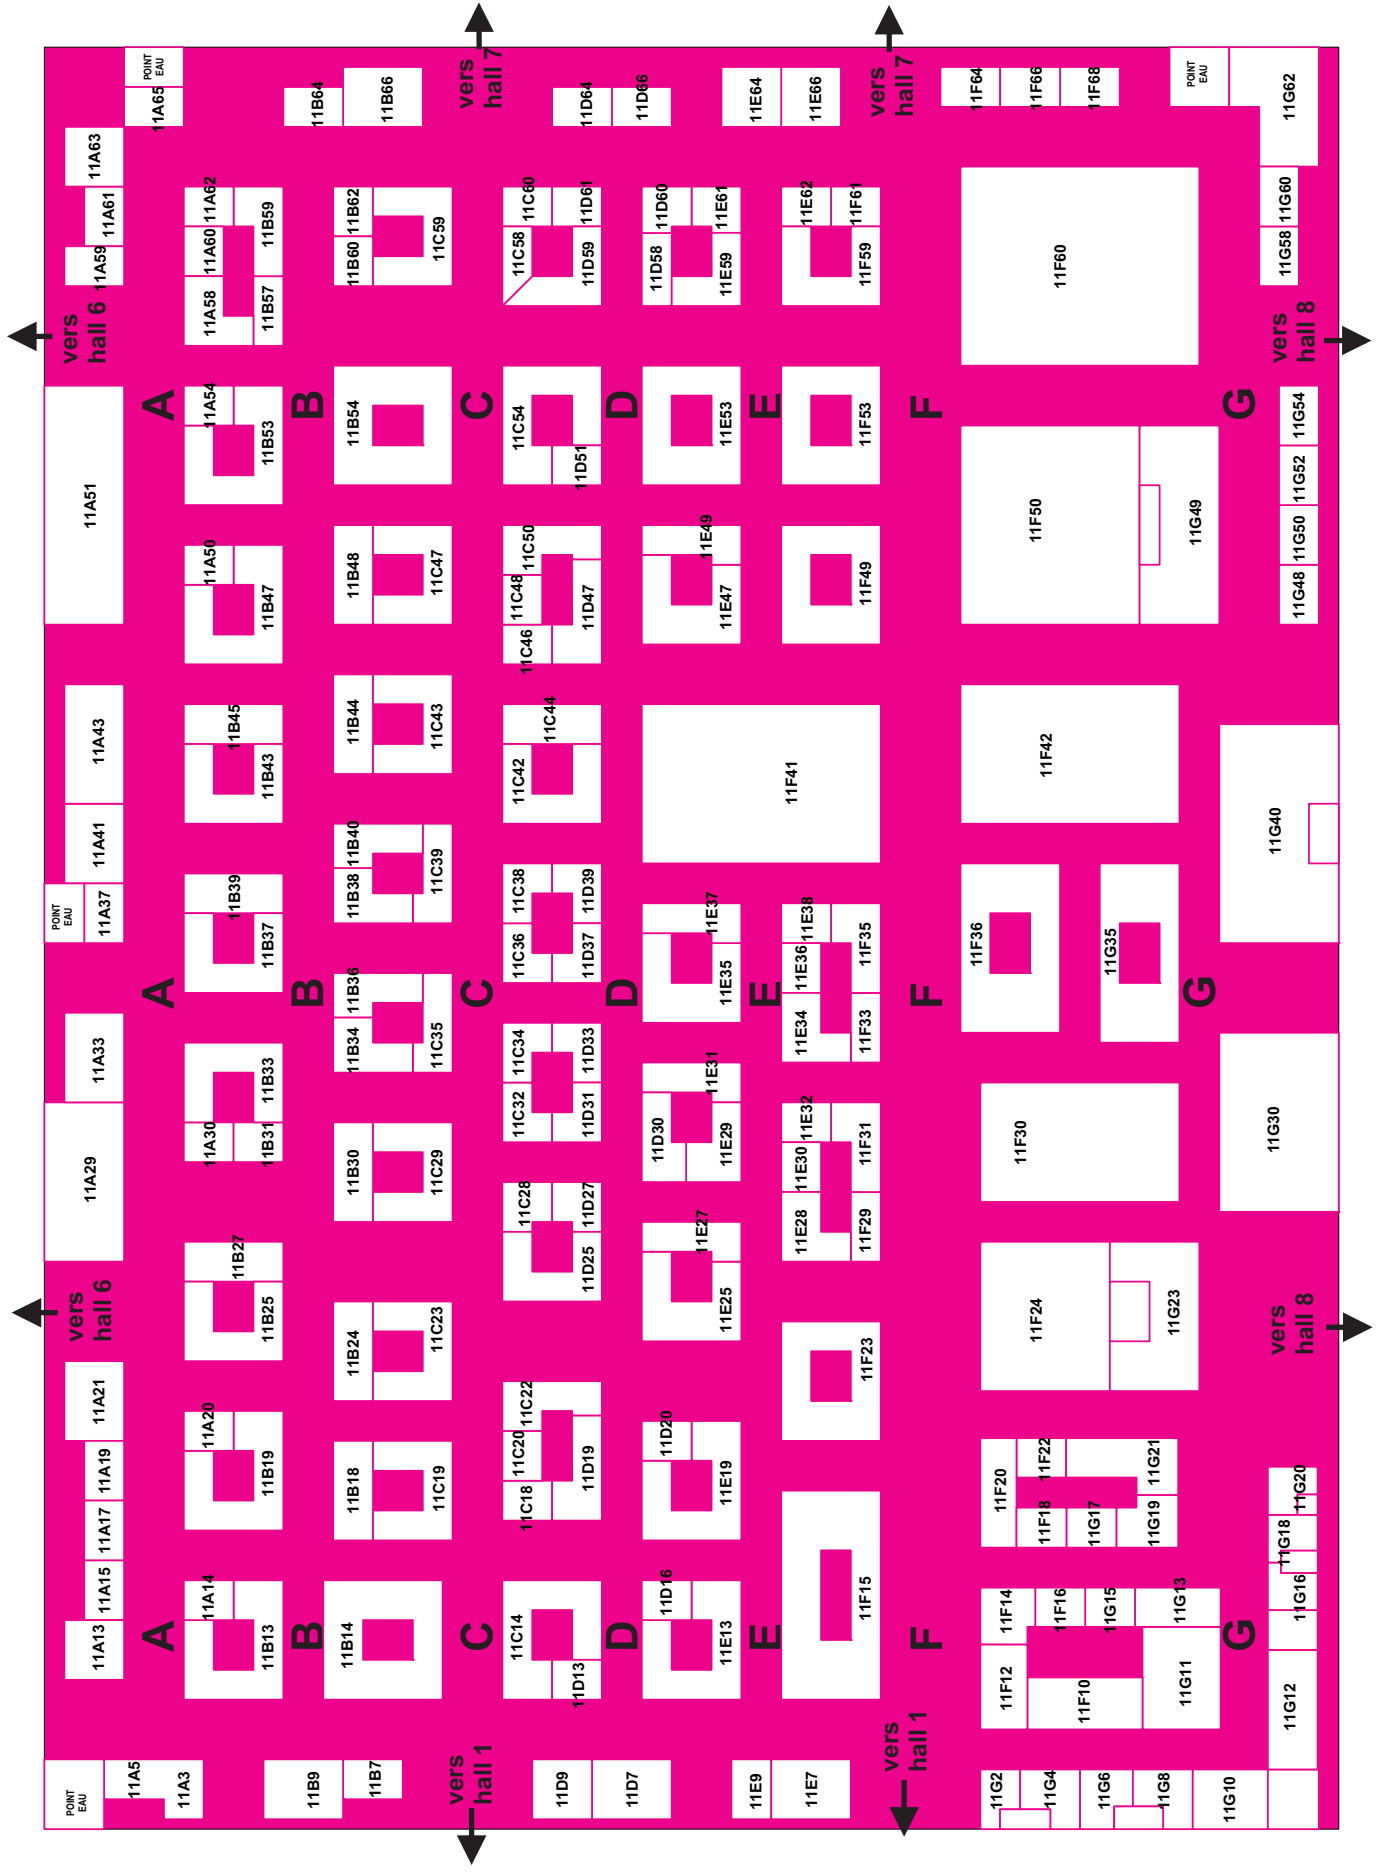 POINT
EAU
11A5
11A3
11A13
11A15
11A17
11A19
11A21
vers
hall 6
11A29
11A33
POINT
EAU
11A37
11A41
11A43
11A51
vers
hall 6
11A59
11A61
11A63
11A65
POINT
EAU
A
A
A
11A14
11B13
11A20
11B19
11B25
11B27
11A30
11B31
11B33
11B37
11B39
11B43
11B45
11A50
11B47
11A54
11B53
11A58
11A60
11A62
11B57
11B59
11B9
11B7
B
B
B
11B14
11B18
11C19
11B24
11C23
11B30
11C29
11B34
11B36
11C35
11B38
11B40
11C39
11B44
11C43
11B48
11C47
11B54
11B60
11B62
11C59
11B64
11B66
vers
hall 1
C
C
C
vers
hall 7
11C14
11D13
11C18
11C20
11C22
11D19
11C28
11D25
11D27
11C32
11C34
11D31
11D33
11C36
11C38
11D37
11D39
11C42
11C44
11C46
11C48
11C50
11D47
11C54
11D51
11C58
11C60
11D59
11D61
11D9
11D7
11D64
11D66
D
D
D
11D16
11E13
11D20
11E19
11E25
11E27
11D30
11E29
11E31
11E35
11E37
11F41
11E47
11E49
11E53
11D58
11D60
11E59
11E61
11E9
11E7
11E64
11E66
E
E
E
11F15
11F23
11E28
11E30
11E32
11F29
11F31
11E34
11E36
11E38
11F33
11F35
11F49
11F53
11E62
11F59
11F61
vers
hall 1
F
F
F
vers
hall 7
11G2
11G4
11G6
11G8
11G10
11F12
11F14
11F10
11F16
11G15
11G13
11G11
11F20
11F18
11F22
11G17
11G19
11G21
11F24
11G23
11F30
11F36
11G35
11F42
11F50
11G49
11F60
11F64
11F66
11F68
POINT
EAU
G
G
G
11G12
11G16
11G18
11G20
vers
hall 8
11G30
11G40
11G48
11G50
11G52
11G54
vers
hall 8
11G58
11G60
11G62